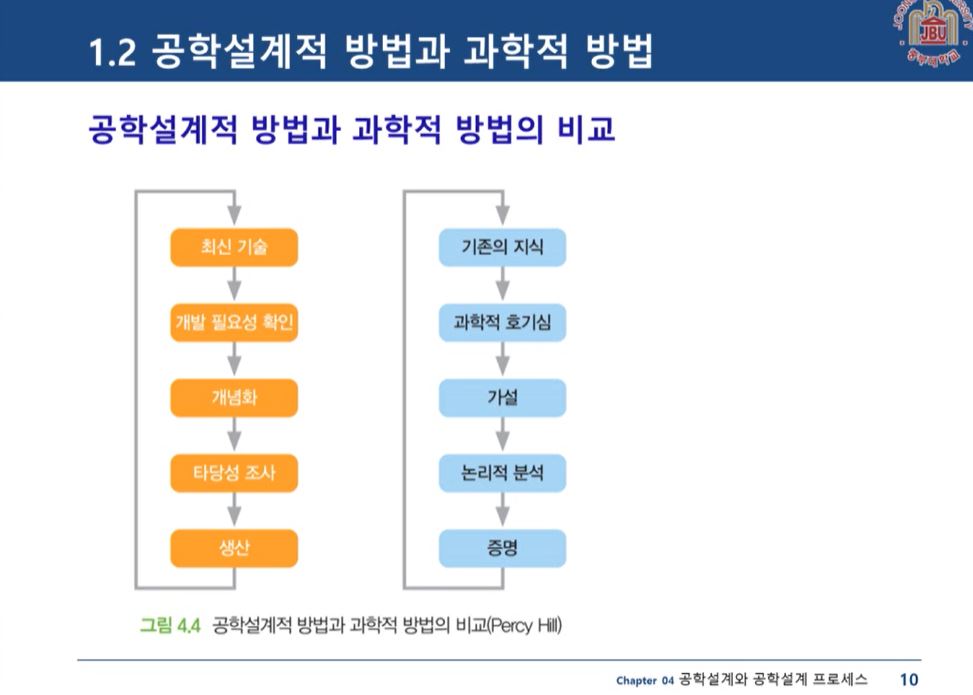 1.2 공학설계적 방법과 과학적 방법
JBU
중부대학교
공학설계적 방법과 과학적 방법의 비교
최신 기술
개발 필요성 확인
개념화
타당성 조사
생산
기존의 지식
과학적 호기심
가설
논리적 분석
증명
그림 4.4 공학설계적 방법과 과학적 방법의 비교(Percy Hill)
Chapter 04 공학설계와 공학설계 프로세스 10